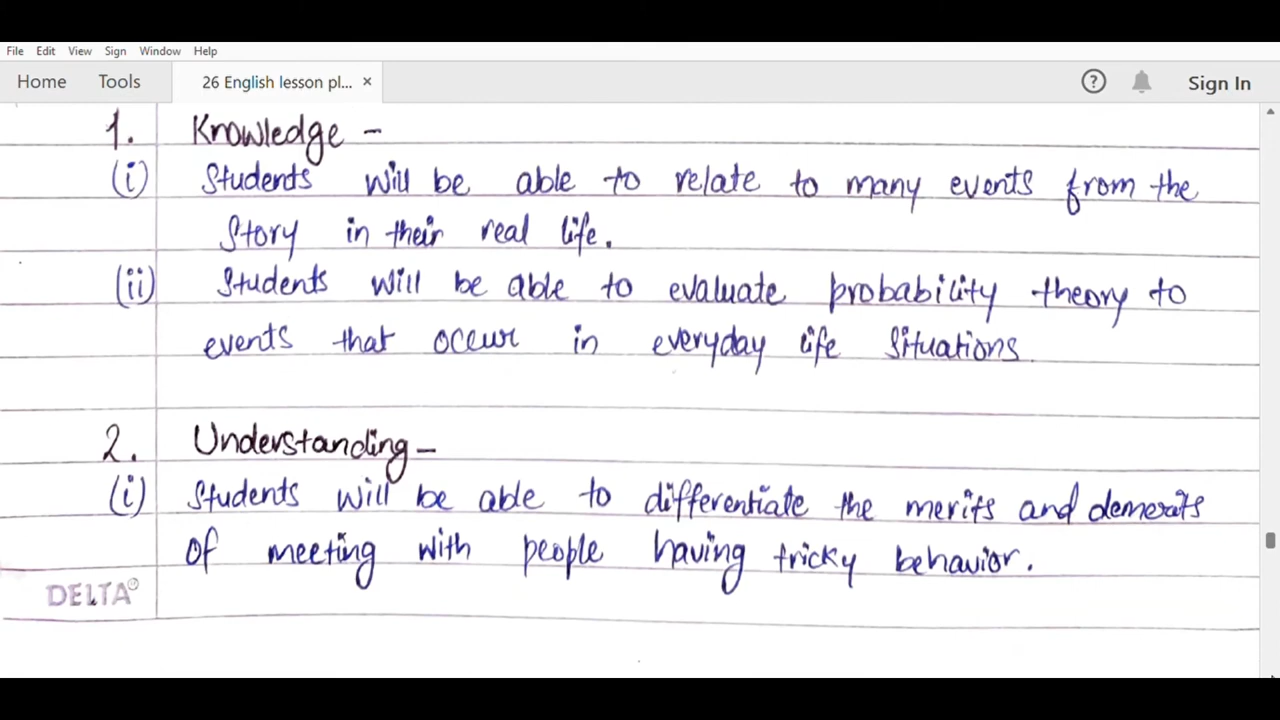 File Edit View Sign Window Help
Home Tools 26 English lesson pl... × ? Sign In
1. Knowledge -
(i) Students will be able to relate to many events from the
Story in their real life.
(ii) Students will be able to evaluate probability theory to
events that occur in everyday life situations.
2. Understanding -
(i) Students will be able to differentiate the merits and demerits
of meeting with people having tricky behavior.
DELTA